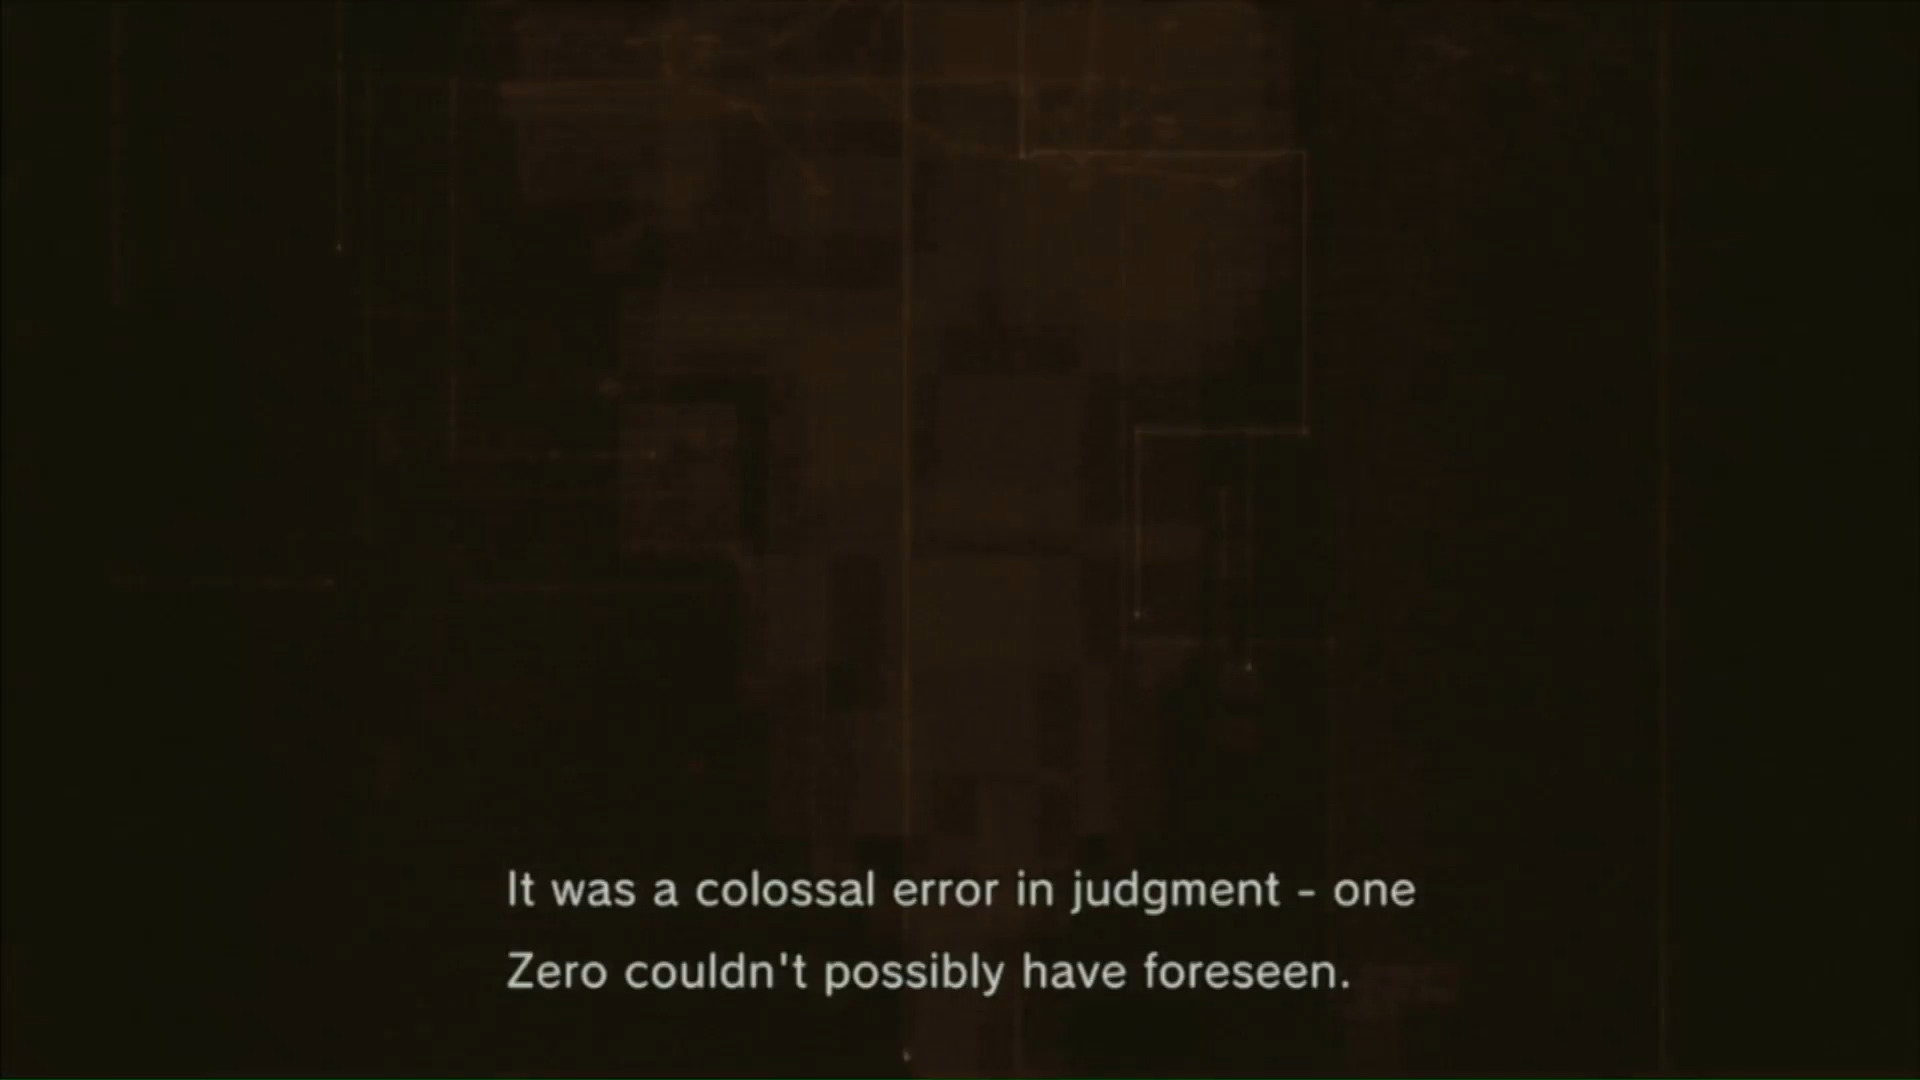 It was a colossal error in judgment - one
Zero couldn't possibly have foreseen.